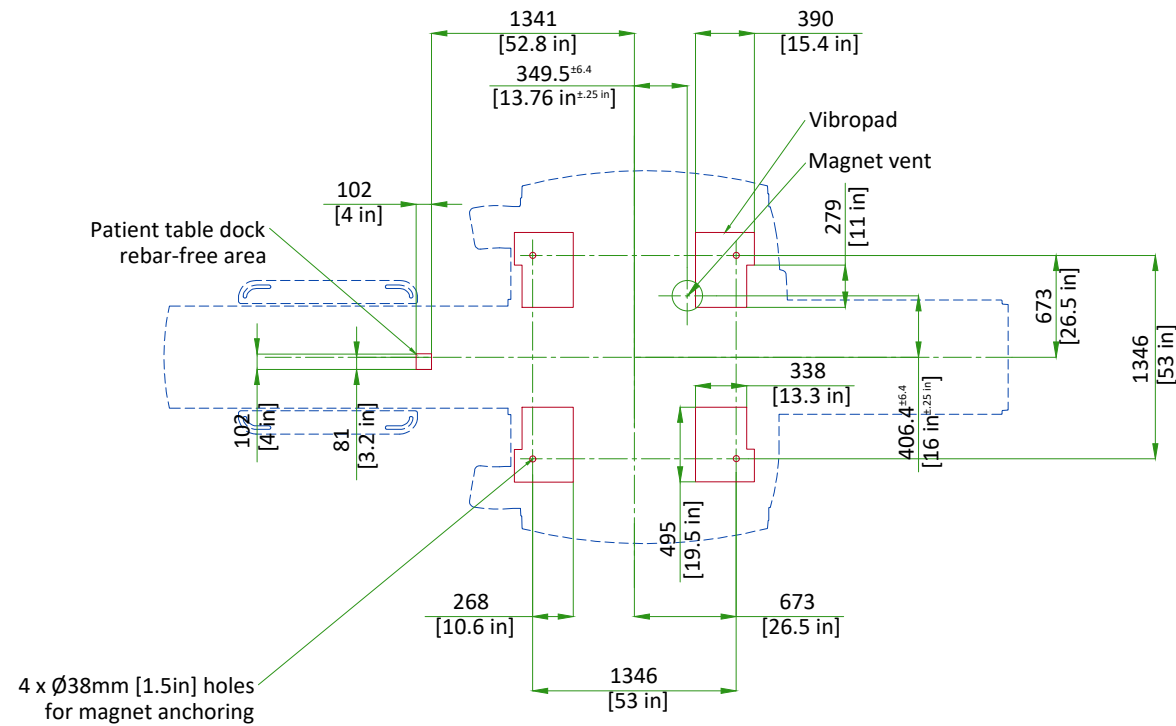 1341
[52.8 in]
390
[15.4 in]
349.5±6.4
[13.76 in±.25 in]
Vibropad
Magnet vent
102
[4 in]
279
[11 in]
Patient table dock
rebar-free area
673
[26.5 in]
1346
[53 in]
338
[13.3 in]
406.4±6.4
[16 in±.25 in]
102
[4 in]
81
[3.2 in]
495
[19.5 in]
268
[10.6 in]
673
[26.5 in]
1346
[53 in]
4 x Ø38mm [1.5in] holes
for magnet anchoring